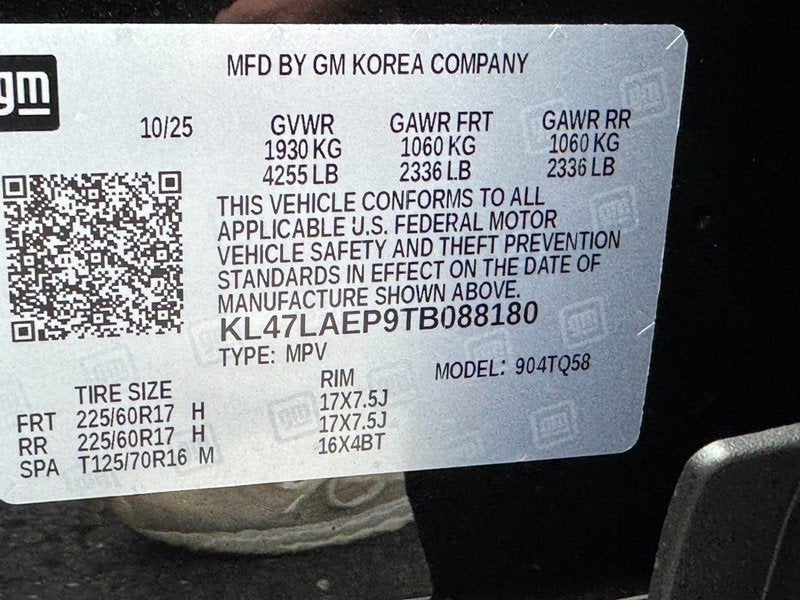 gm
MFD BY GM KOREA COMPANY
10/25 GVWR GAWR FRT GAWR RR
1930 KG 1060 KG 1060 KG
4255 LB 2336 LB 2336 LB
THIS VEHICLE CONFORMS TO ALL
APPLICABLE U.S. FEDERAL MOTOR
VEHICLE SAFETY AND THEFT PREVENTION
STANDARDS IN EFFECT ON THE DATE OF
MANUFACTURE SHOWN ABOVE.
KL47LAEP9TB088180
TYPE: MPV MODEL: 904TQ58
TIRE SIZE RIM
FRT 225/60R17 H 17X7.5J
RR 225/60R17 H 17X7.5J
SPA T125/70R16 M 16X4BT